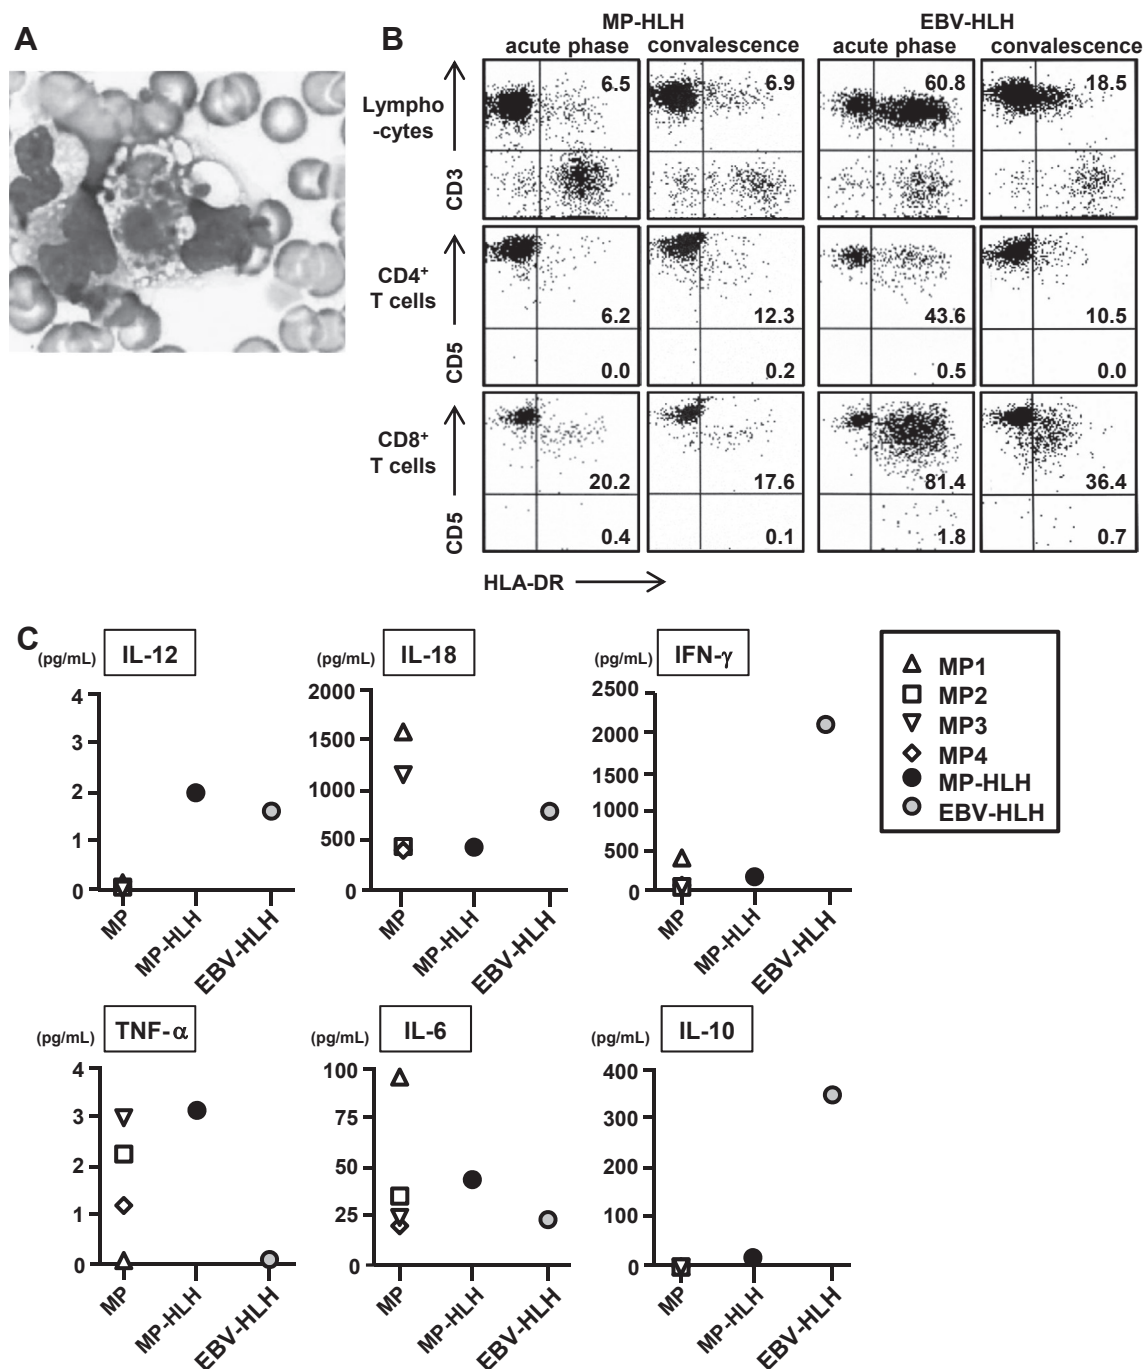 A
B
MP-HLH
EBV-HLH
acute phase
convalescence
acute phase
convalescence
Lympho
-cytes
CD3
6.5
6.9
60.8
18.5
CD4+
T cells
CD5
6.2
12.3
43.6
10.5
0.0
0.2
0.5
0.0
CD8+
T cells
CD5
20.2
17.6
81.4
36.4
0.4
0.1
1.8
0.7
HLA-DR
C
(pg/mL)
IL-12
4
3
2
1
0
MP
MP-HLH
EBV-HLH
(pg/mL)
IL-18
2000
1500
1000
500
0
MP
MP-HLH
EBV-HLH
(pg/mL)
IFN-γ
2500
2000
1500
1000
500
0
MP
MP-HLH
EBV-HLH
MP1
MP2
MP3
MP4
MP-HLH
EBV-HLH
(pg/mL)
TNF-α
4
3
2
1
0
MP
MP-HLH
EBV-HLH
(pg/mL)
IL-6
100
75
50
25
0
MP
MP-HLH
EBV-HLH
(pg/mL)
IL-10
400
300
200
100
0
MP
MP-HLH
EBV-HLH